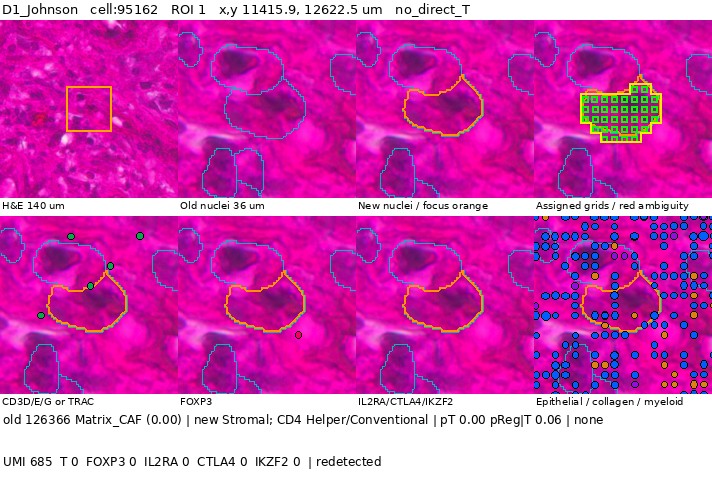 D1_Johnson   cell:95162   ROI 1   x,y 11415.9, 12622.5 um   no_direct_T
H&E 140 um
Old nuclei 36 um
New nuclei / focus orange
Assigned grids / red ambiguity
CD3D/E/G or TRAC
FOXP3
IL2RA/CTLA4/IKZF2
Epithelial / collagen / myeloid
old 126366 Matrix_CAF (0.00) | new Stromal; CD4 Helper/Conventional | pT 0.00 pReg|T 0.06 | none
UMI 685  T 0  FOXP3 0  IL2RA 0  CTLA4 0  IKZF2 0  | redetected